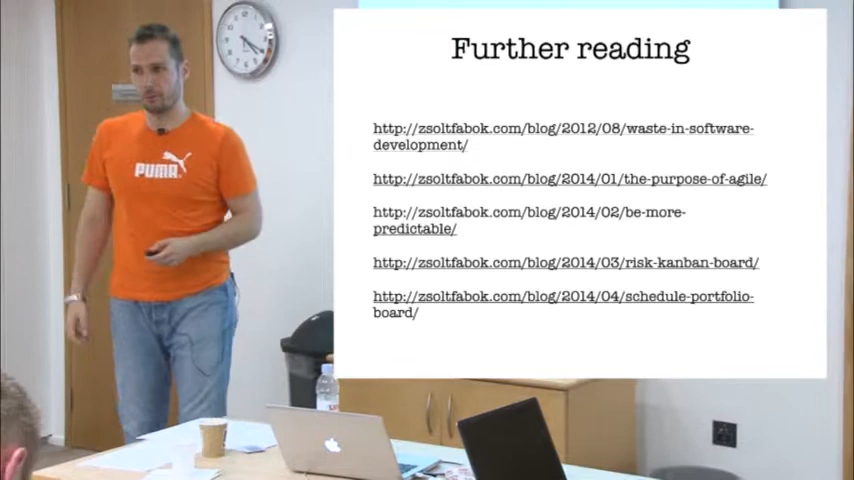 Further reading
http://zsoltfabok.com/blog/2012/08/waste-in-software-
development/
http://zsoltfabok.com/blog/2014/01/the-purpose-of-agile/
http://zsoltfabok.com/blog/2014/02/be-more-
predictable/
http://zsoltfabok.com/blog/2014/03/risk-kanban-board/
http://zsoltfabok.com/blog/2014/04/schedule-portfolio-
board/
PUMA